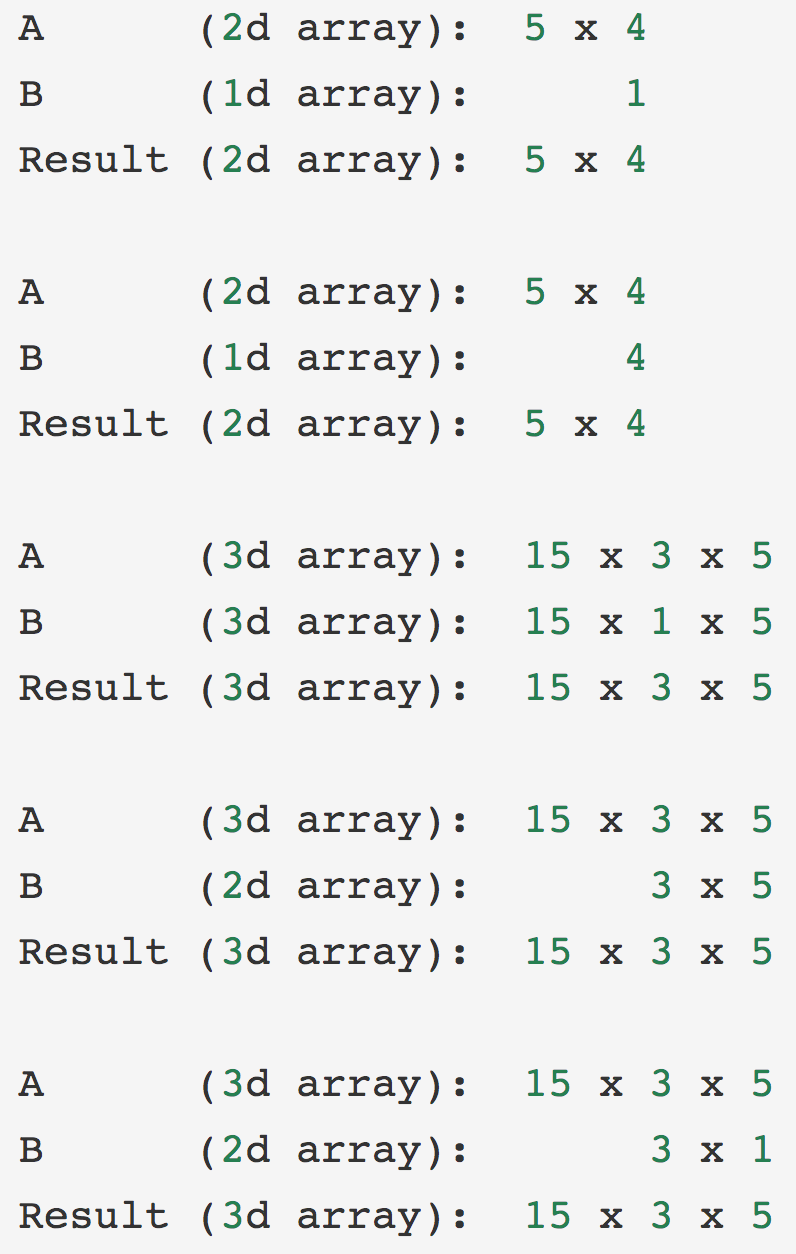 A      (2d array):  5 x 4
B      (1d array):      1
Result (2d array):  5 x 4
A      (2d array):  5 x 4
B      (1d array):      4
Result (2d array):  5 x 4
A      (3d array):  15 x 3 x 5
B      (3d array):  15 x 1 x 5
Result (3d array):  15 x 3 x 5
A      (3d array):  15 x 3 x 5
B      (2d array):       3 x 5
Result (3d array):  15 x 3 x 5
A      (3d array):  15 x 3 x 5
B      (2d array):       3 x 1
Result (3d array):  15 x 3 x 5